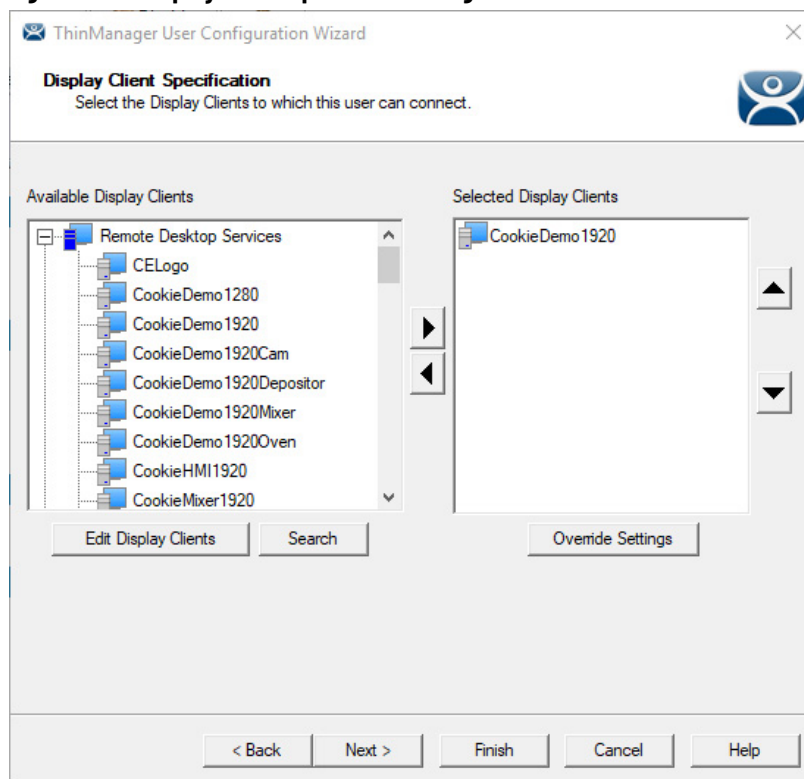 ThinManager User Configuration Wizard
Display Client Specification
Select the Display Clients to which this user can connect.
Available Display Clients
Remote Desktop Services
CELogo
CookieDemo1280
CookieDemo1920
CookieDemo1920Cam
CookieDemo1920Depositor
CookieDemo1920Mixer
CookieDemo1920Oven
CookieHMI1920
CookieMixer1920
Edit Display Clients
Search
Selected Display Clients
CookieDemo1920
Override Settings
< Back
Next >
Finish
Cancel
Help